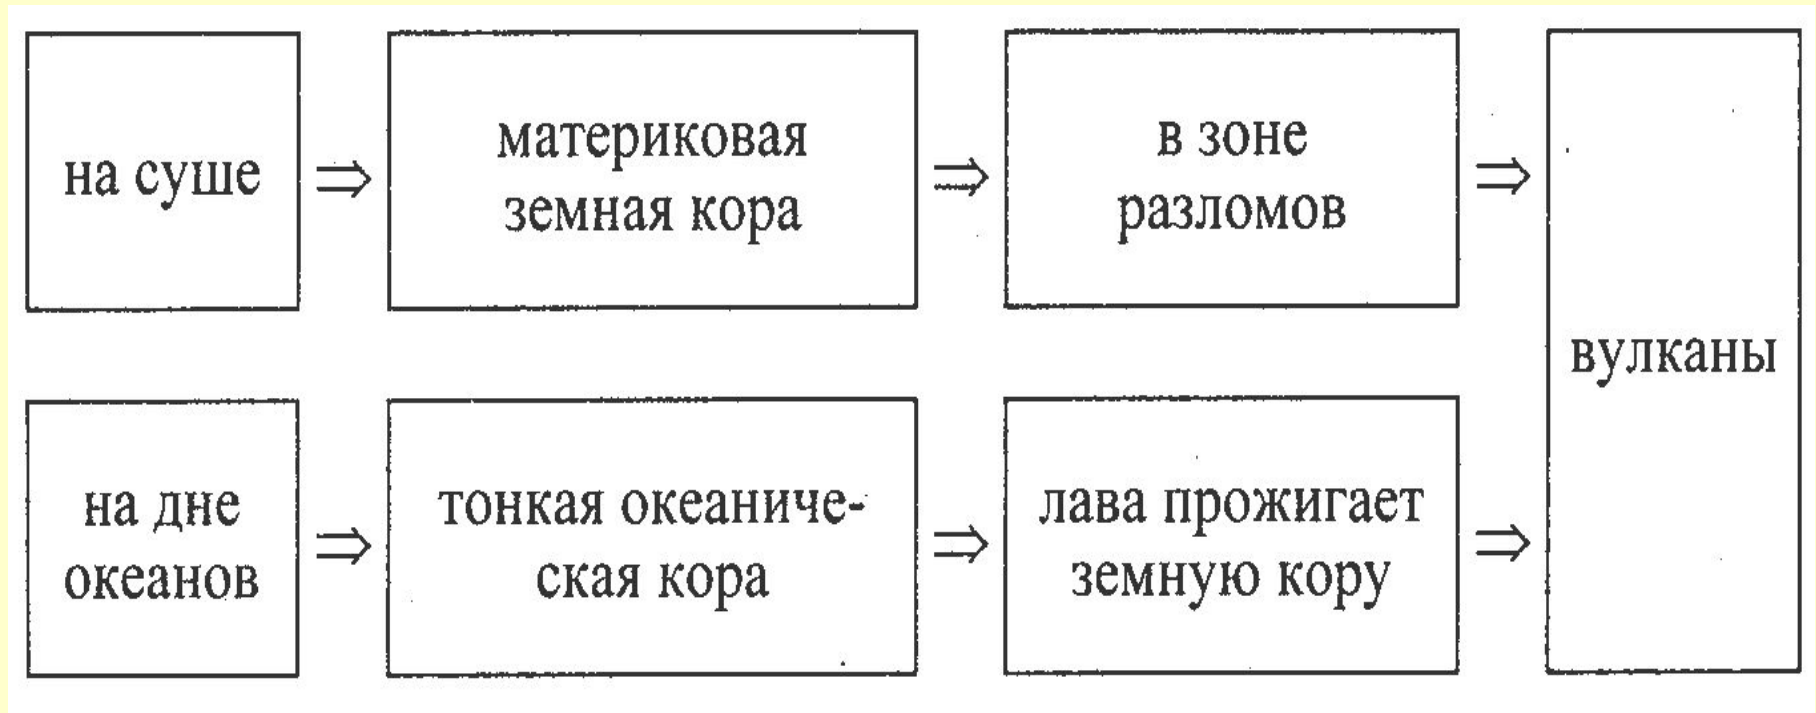 на суше
материковая
земная кора
в зоне
разломов
вулканы
на дне
океанов
тонкая океаниче-
ская кора
лава прожигает
земную кору